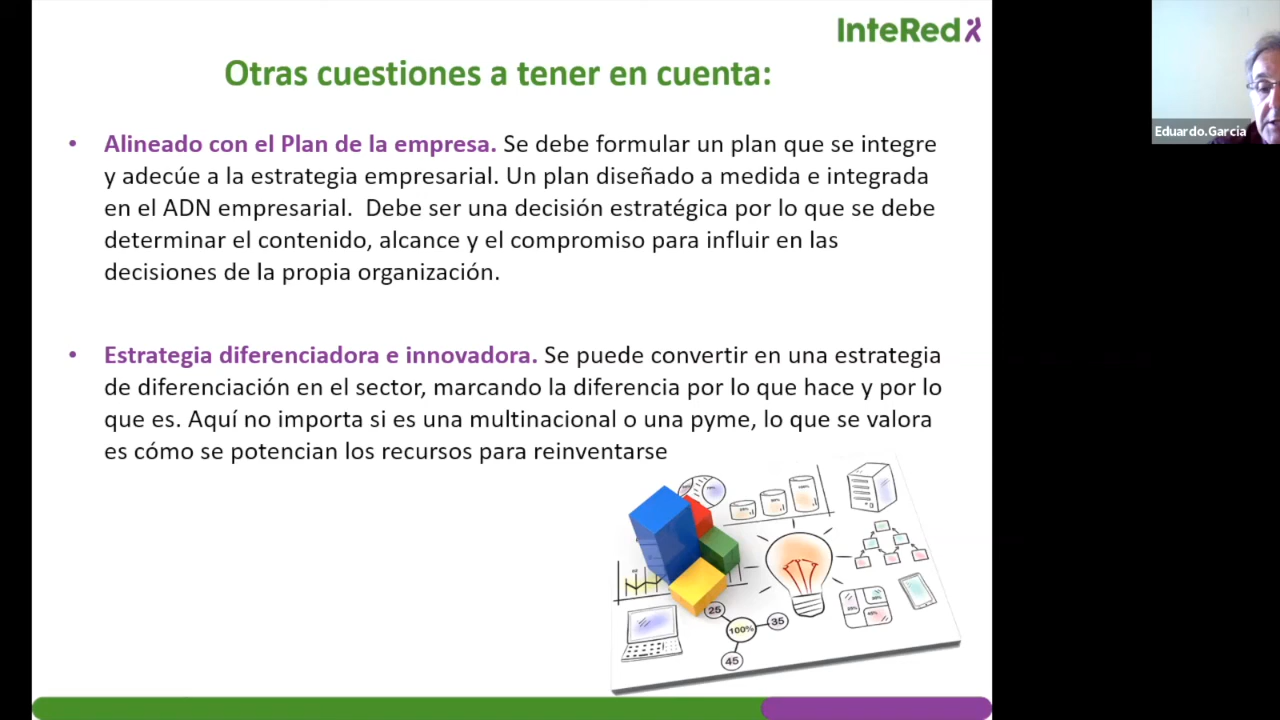 InteRed
Otras cuestiones a tener en cuenta:
• Alineado con el Plan de la empresa. Se debe formular un plan que se integre
y adecúe a la estrategia empresarial. Un plan diseñado a medida e integrada
en el ADN empresarial. Debe ser una decisión estratégica por lo que se debe
determinar el contenido, alcance y el compromiso para influir en las
decisiones de la propia organización.
• Estrategia diferenciadora e innovadora. Se puede convertir en una estrategia
de diferenciación en el sector, marcando la diferencia por lo que hace y por lo
que es. Aquí no importa si es una multinacional o una pyme, lo que se valora
es cómo se potencian los recursos para reinventarse
25
100%
35
45
Eduardo.Garcia